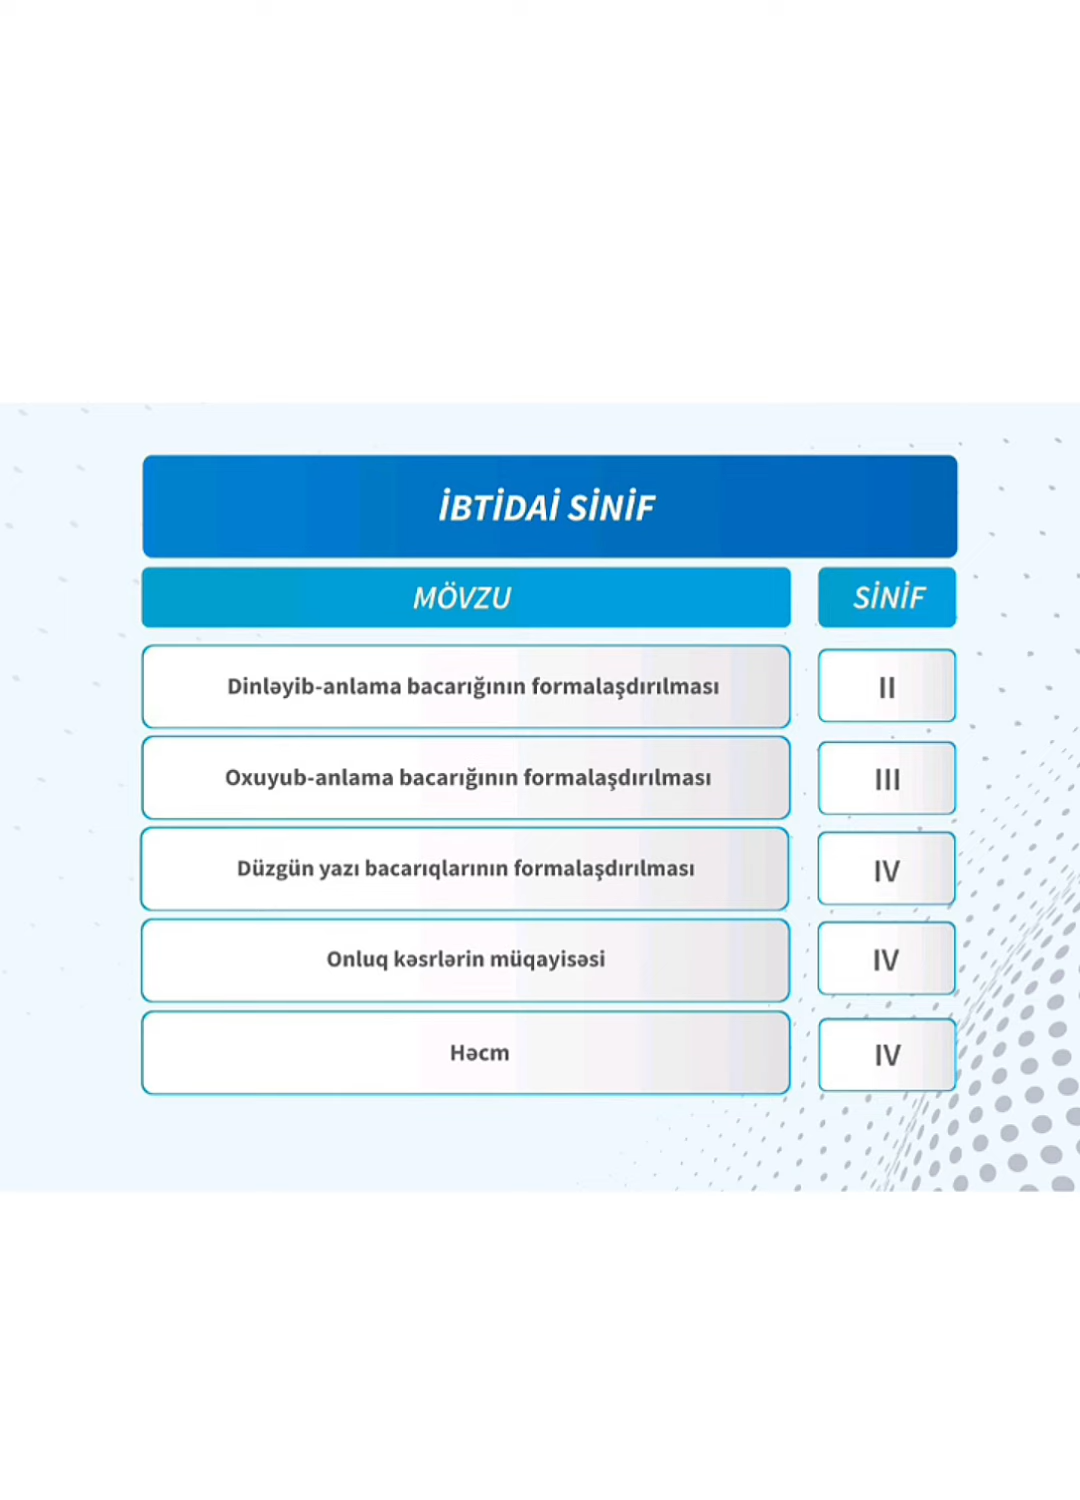 İBTİDAİ SİNİF
MÖVZU SİNİF
Dinləyib-anlama bacarığının formalaşdırılması II
Oxuyub-anlama bacarığının formalaşdırılması III
Düzgün yazı bacarıqlarının formalaşdırılması IV
Onluq kəsrlərin müqayisəsi IV
Həcm IV